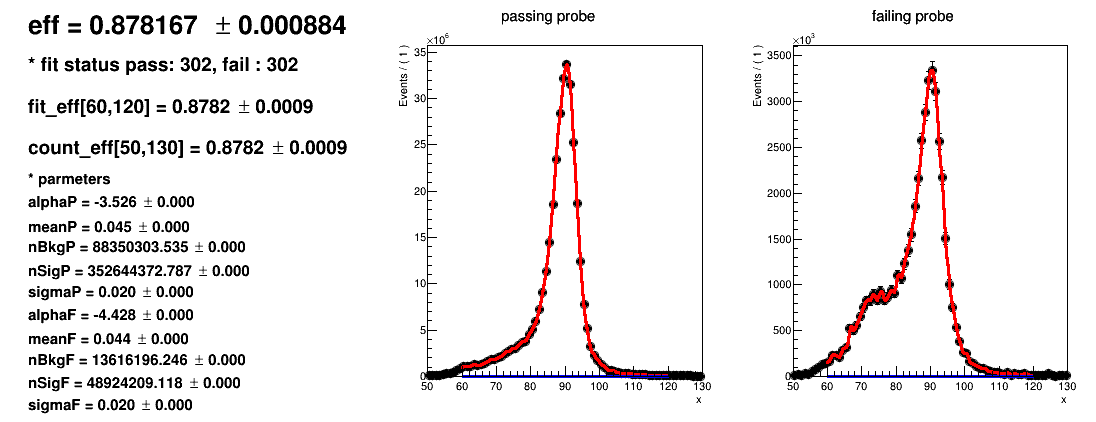 eff = 0.878167 ± 0.000884
* fit status pass: 302, fail : 302
fit_eff[60,120] = 0.8782 ± 0.0009
count_eff[50,130] = 0.8782 ± 0.0009
* parmeters
alphaP = -3.526 ± 0.000
meanP = 0.045 ± 0.000
nBkgP = 88350303.535 ± 0.000
nSigP = 352644372.787 ± 0.000
sigmaP = 0.020 ± 0.000
alphaF = -4.428 ± 0.000
meanF = 0.044 ± 0.000
nBkgF = 13616196.246 ± 0.000
nSigF = 48924209.118 ± 0.000
sigmaF = 0.020 ± 0.000
passing probe
×10⁶
Events / ( 1 )
35
30
25
20
15
10
5
0
50 60 70 80 90 100 110 120 130
x
failing probe
×10³
Events / ( 1 )
3500
3000
2500
2000
1500
1000
500
0
50 60 70 80 90 100 110 120 130
x